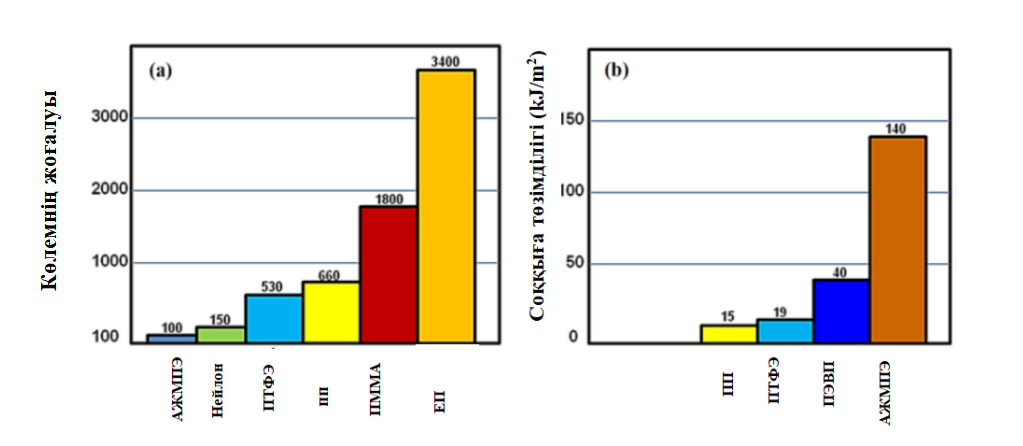 Көлемнің жоғалуы
(a)
3000
2000
1000
100
100
150
530
660
1800
3400
АЖМПЭ
Нейлон
ПТФЭ
ПП
ПММА
ЕП
Соққыға төзімділігі (kJ/m²)
(b)
150
100
50
0
15
19
40
140
ПП
ПТФЭ
ПЭВП
АЖМПЭ